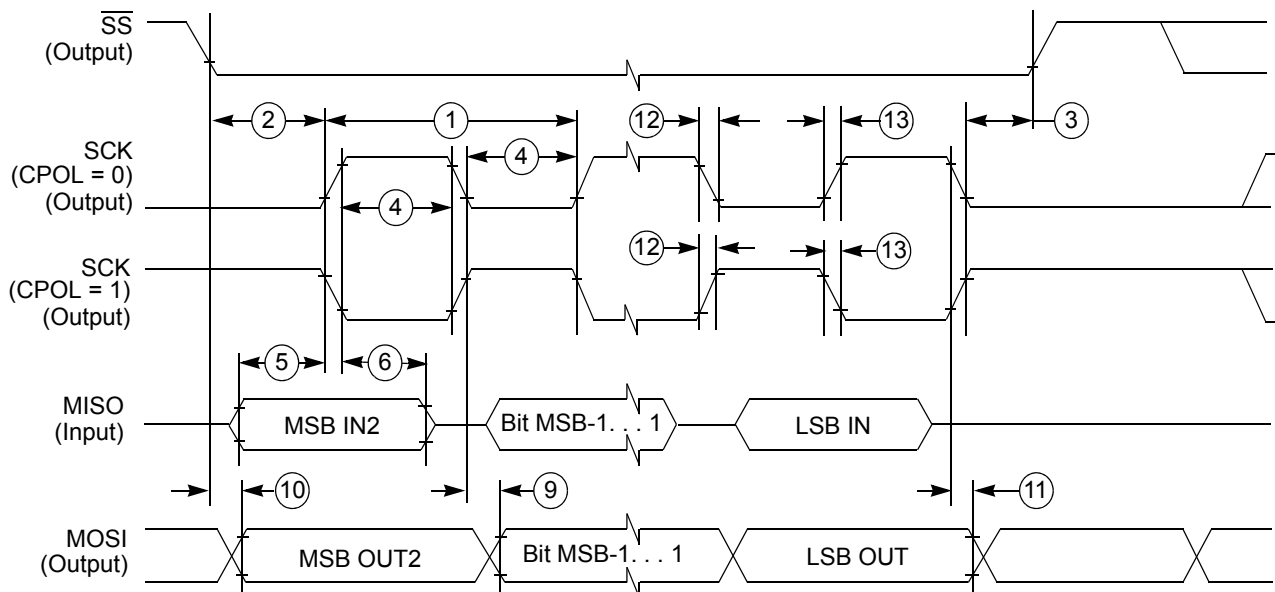 SS
(Output)
2
1
12
13
3
SCK
(CPOL = 0)
(Output)
4
4
12
13
SCK
(CPOL = 1)
(Output)
5
6
MISO
(Input)
MSB IN2
Bit MSB-1. . . 1
LSB IN
10
9
11
MOSI
(Output)
MSB OUT2
Bit MSB-1. . . 1
LSB OUT